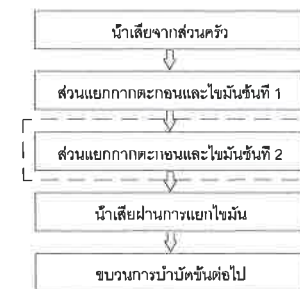 น้ำเสียจากส่วนครัว
ส่วนแยกกากตะกอนและไขมันชั้นที่ 1
ส่วนแยกกากตะกอนและไขมันชั้นที่ 2
น้ำเสียผ่านการแยกไขมัน
ขบวนการบำบัดขั้นต่อไป